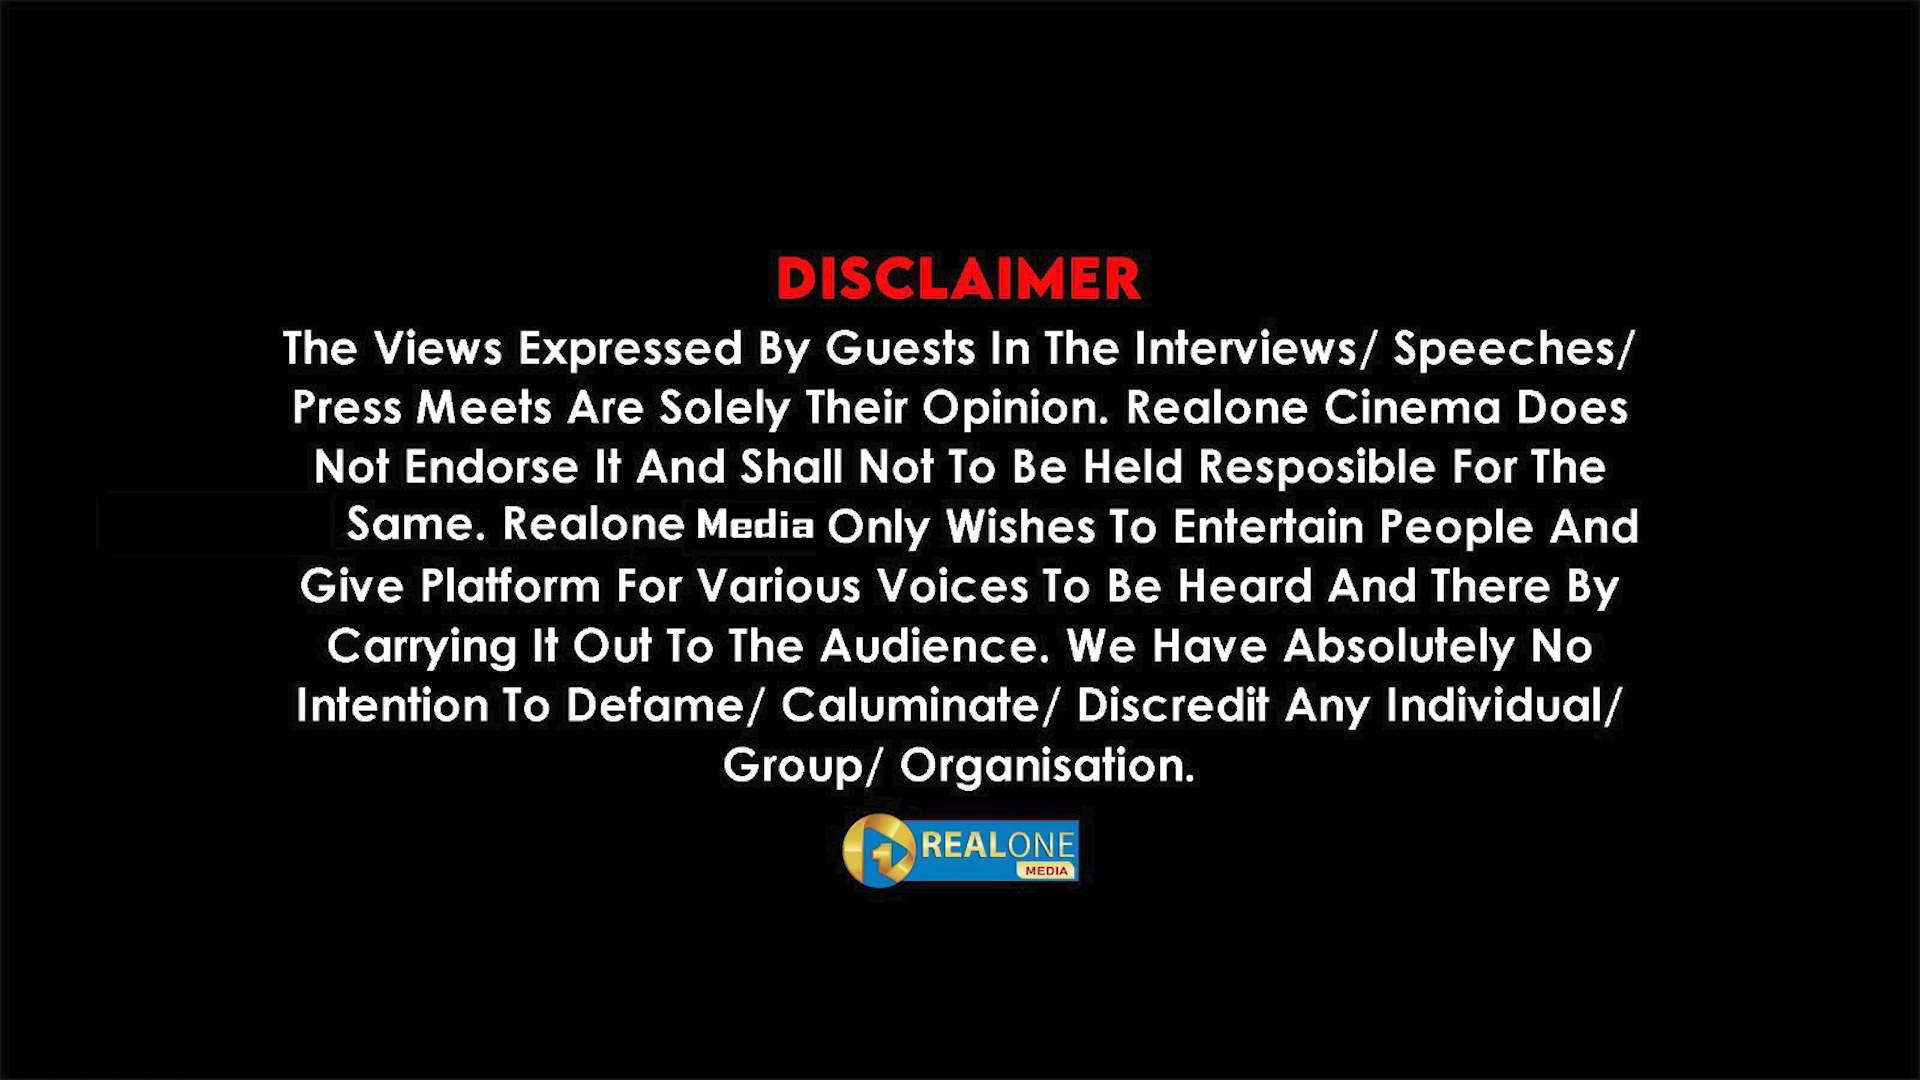 DISCLAIMER
The Views Expressed By Guests In The Interviews/ Speeches/
Press Meets Are Solely Their Opinion. Realone Cinema Does
Not Endorse It And Shall Not To Be Held Resposible For The
Same. Realone Media Only Wishes To Entertain People And
Give Platform For Various Voices To Be Heard And There By
Carrying It Out To The Audience. We Have Absolutely No
Intention To Defame/ Caluminate/ Discredit Any Individual/
Group/ Organisation.
1 REALONE
MEDIA